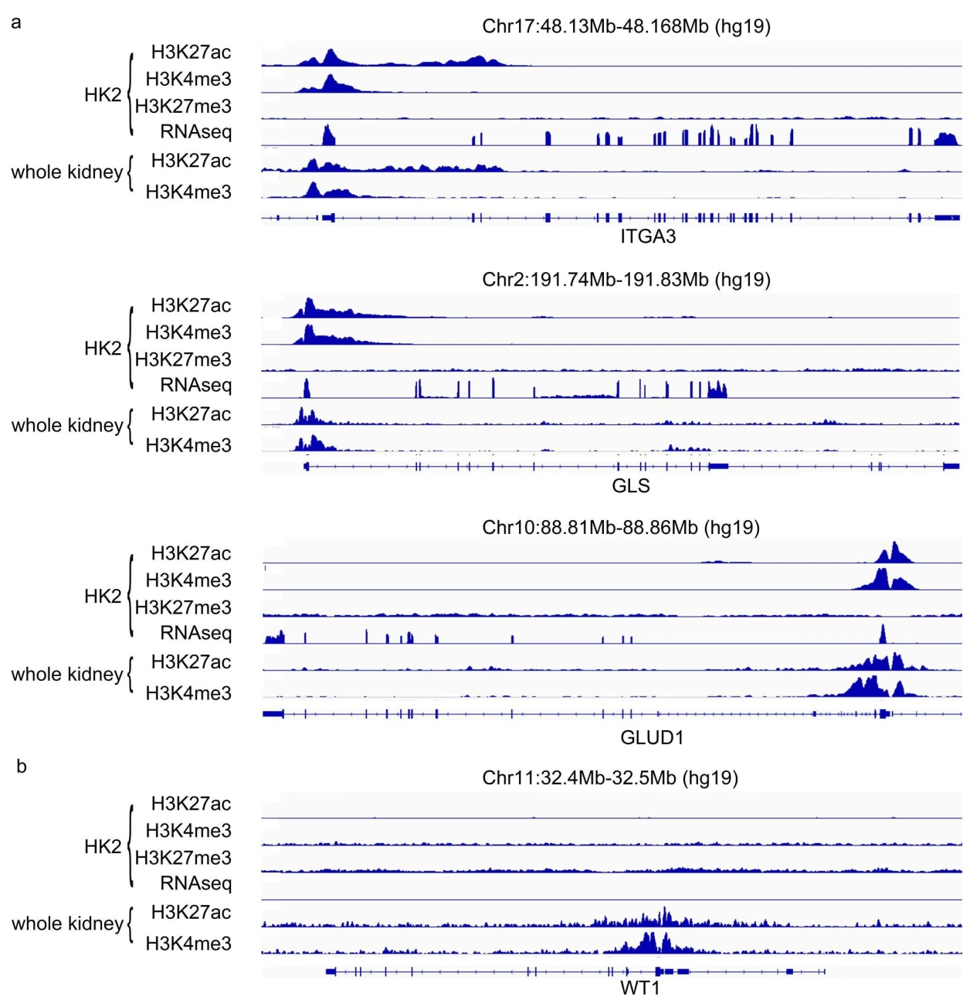 a
Chr17:48.13Mb-48.168Mb (hg19)
H3K27ac
H3K4me3
HK2
H3K27me3
RNAseq
H3K27ac
whole kidney
H3K4me3
ITGA3
Chr2:191.74Mb-191.83Mb (hg19)
H3K27ac
H3K4me3
HK2
H3K27me3
RNAseq
H3K27ac
whole kidney
H3K4me3
GLS
Chr10:88.81Mb-88.86Mb (hg19)
H3K27ac
H3K4me3
HK2
H3K27me3
RNAseq
H3K27ac
whole kidney
H3K4me3
GLUD1
b
Chr11:32.4Mb-32.5Mb (hg19)
H3K27ac
H3K4me3
HK2
H3K27me3
RNAseq
H3K27ac
whole kidney
H3K4me3
WT1